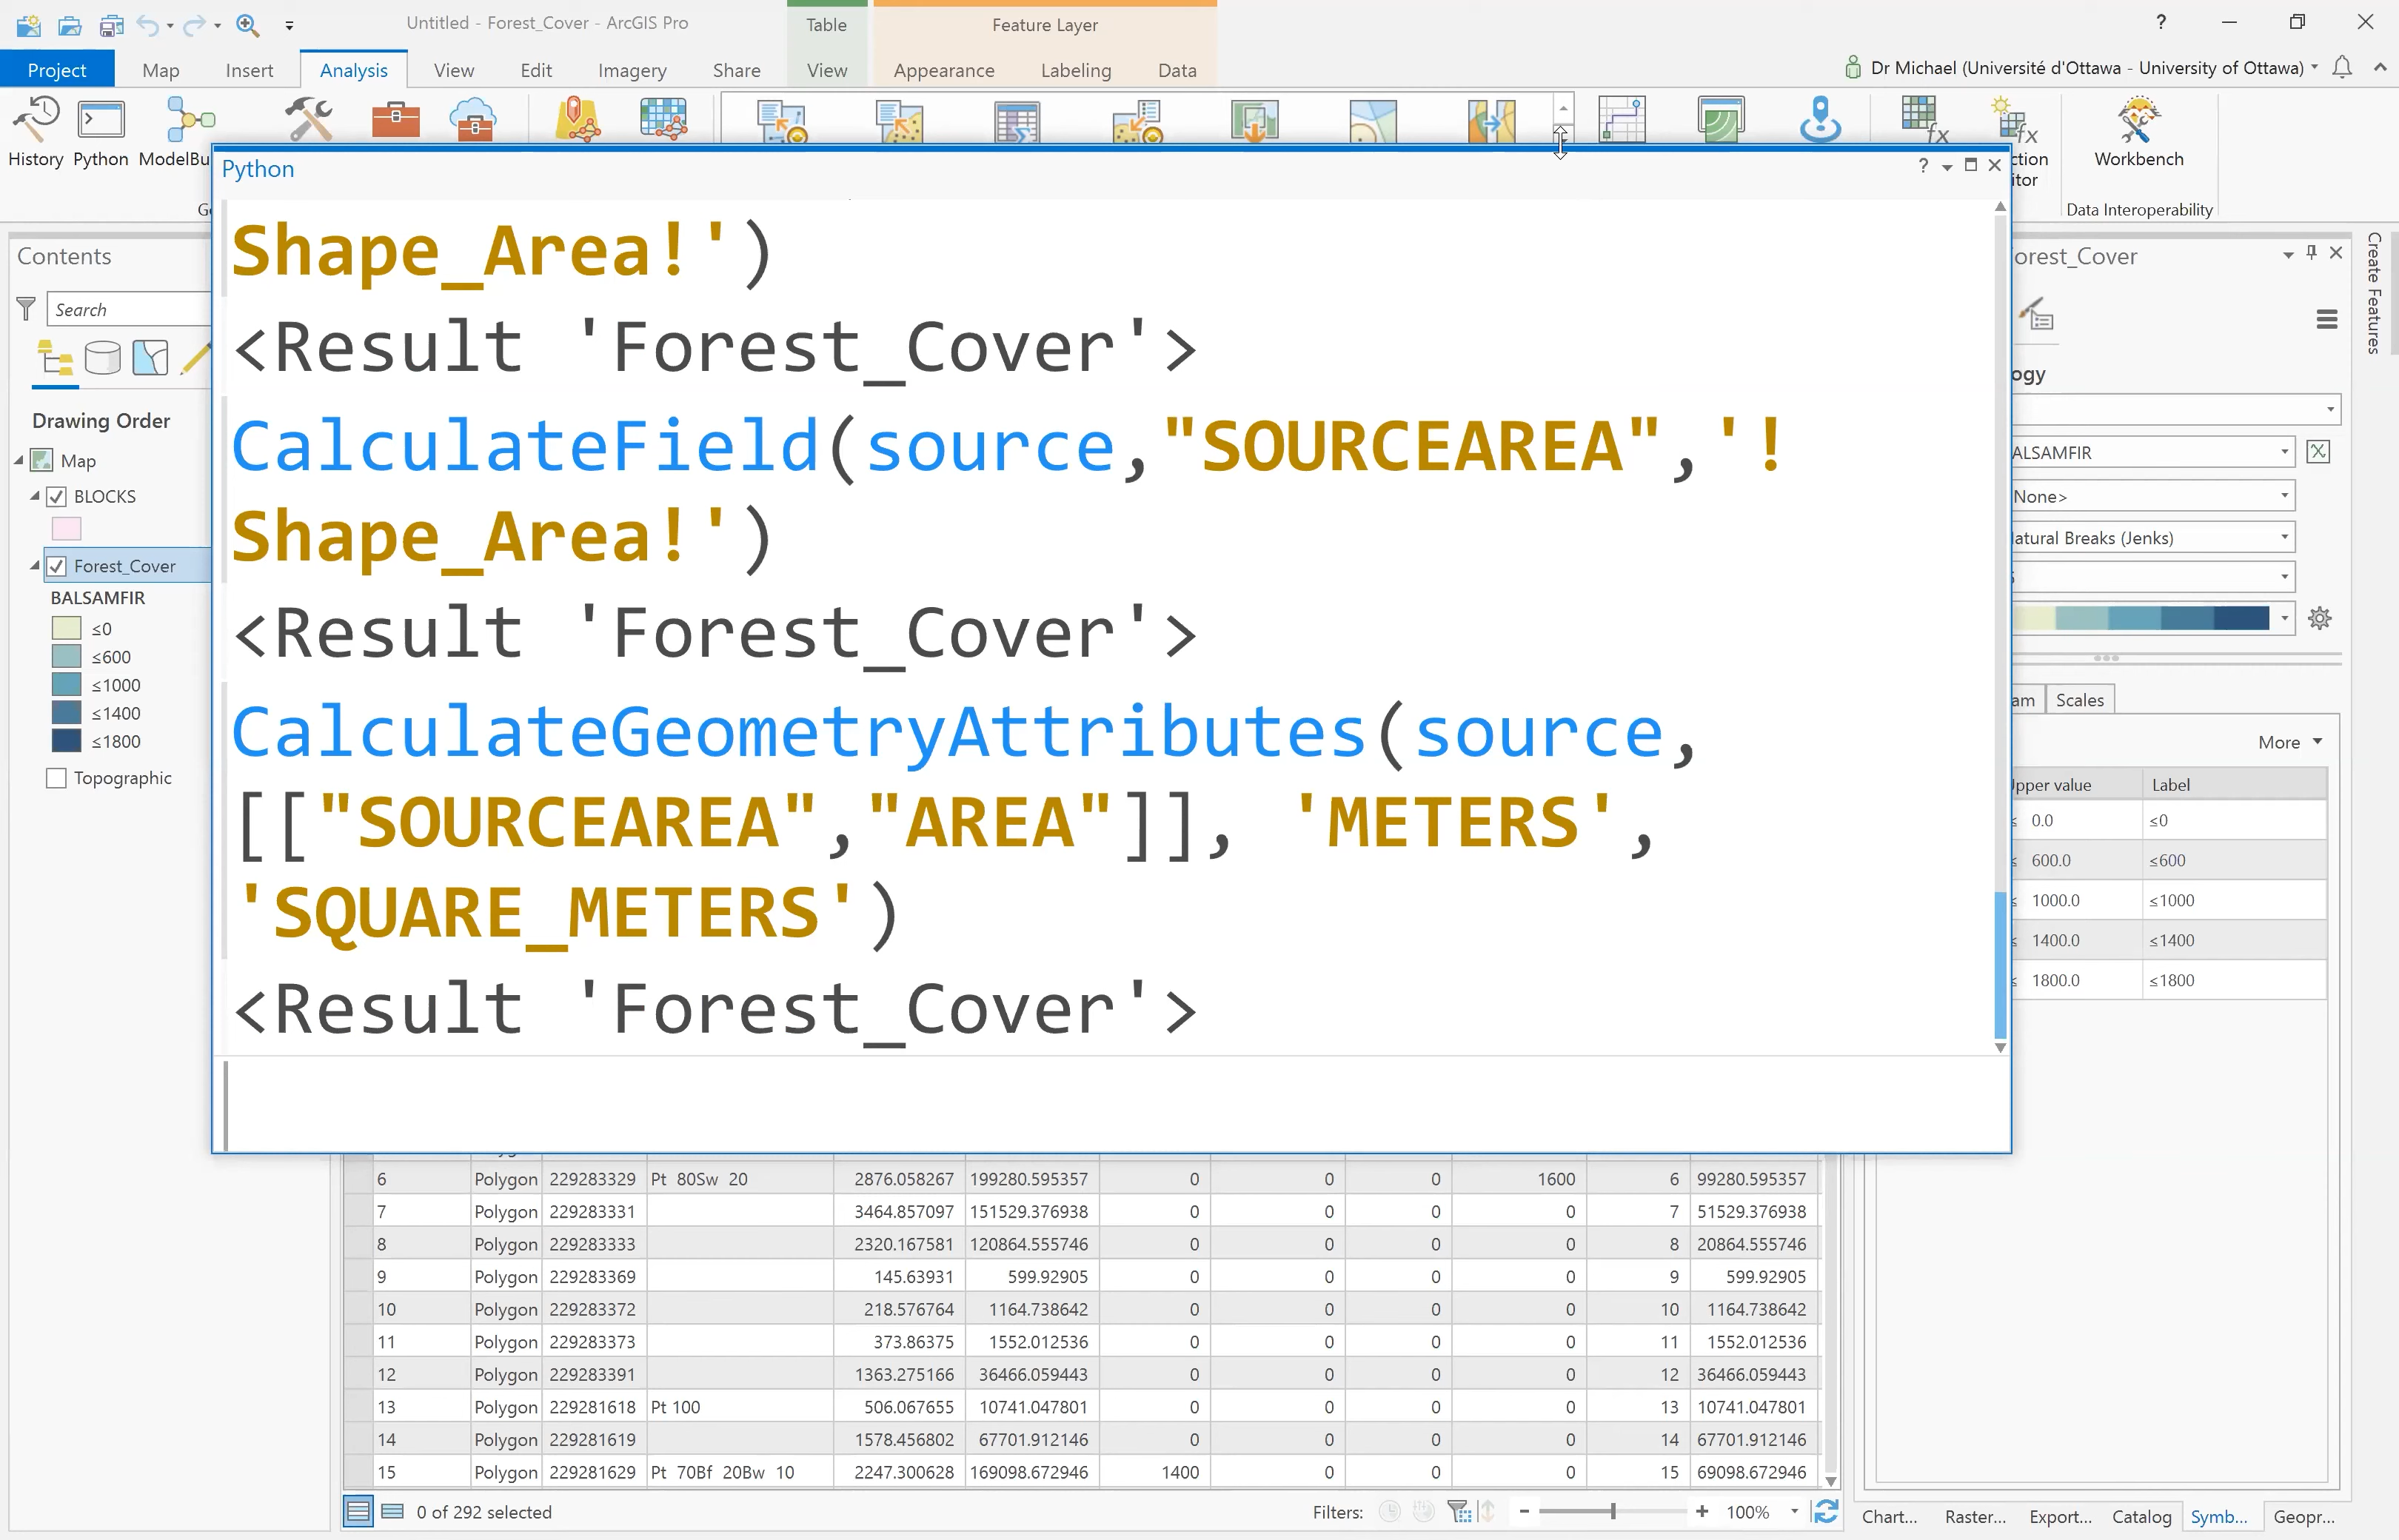 Untitled - Forest_Cover - ArcGIS Pro
Table
Feature Layer
?
Project
Map
Insert
Analysis
View
Edit
Imagery
Share
View
Appearance
Labeling
Data
Dr Michael (Université d'Ottawa - University of Ottawa)
History
Python
Workbench
Data Interoperability
Python
?
Shape_Area!')
<Result 'Forest_Cover'>
CalculateField(source,"SOURCEAREA",'!
Shape_Area!')
<Result 'Forest_Cover'>
CalculateGeometryAttributes(source,
[["SOURCEAREA","AREA"]], 'METERS',
'SQUARE_METERS')
<Result 'Forest_Cover'>
Contents
Search
Drawing Order
Map
BLOCKS
Forest_Cover
BALSAMFIR
≤0
≤600
≤1000
≤1400
≤1800
Topographic
orest_Cover
Create Features
ogy
ALSAMFIR
None>
atural Breaks (Jenks)
Scales
More
pper value Label
0.0 ≤0
600.0 ≤600
1000.0 ≤1000
1400.0 ≤1400
1800.0 ≤1800
6 Polygon 229283329 Pt 80Sw 20 2876.058267 199280.595357 0 0 0 1600 6 99280.595357
7 Polygon 229283331 3464.857097 151529.376938 0 0 0 0 7 51529.376938
8 Polygon 229283333 2320.167581 120864.555746 0 0 0 0 8 20864.555746
9 Polygon 229283369 145.63931 599.92905 0 0 0 0 9 599.92905
10 Polygon 229283372 218.576764 1164.738642 0 0 0 0 10 1164.738642
11 Polygon 229283373 373.86375 1552.012536 0 0 0 0 11 1552.012536
12 Polygon 229283391 1363.275166 36466.059443 0 0 0 0 12 36466.059443
13 Polygon 229281618 Pt 100 506.067655 10741.047801 0 0 0 0 13 10741.047801
14 Polygon 229281619 1578.456802 67701.912146 0 0 0 0 14 67701.912146
15 Polygon 229281629 Pt 70Bf 20Bw 10 2247.300628 169098.672946 1400 0 0 0 15 69098.672946
0 of 292 selected
Filters:
- + 100%
Chart...
Raster...
Export...
Catalog
Symb...
Geopr...